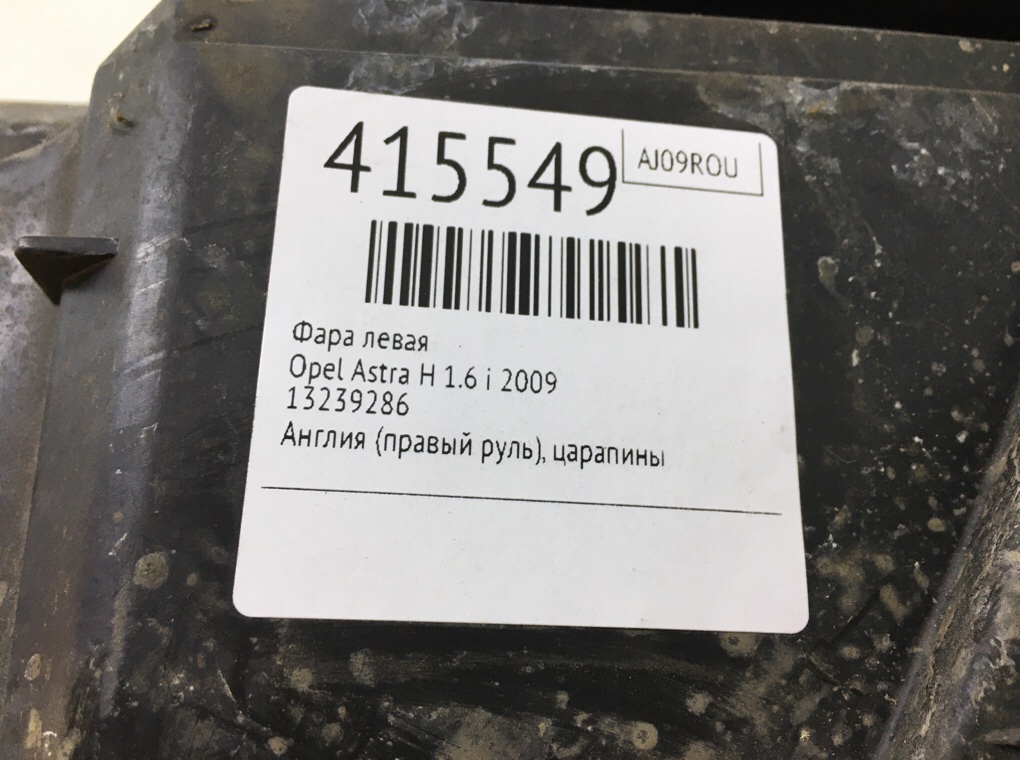 415549
AJ09ROU
Фара левая
Opel Astra H 1.6 i 2009
13239286
Англия (правый руль), царапины